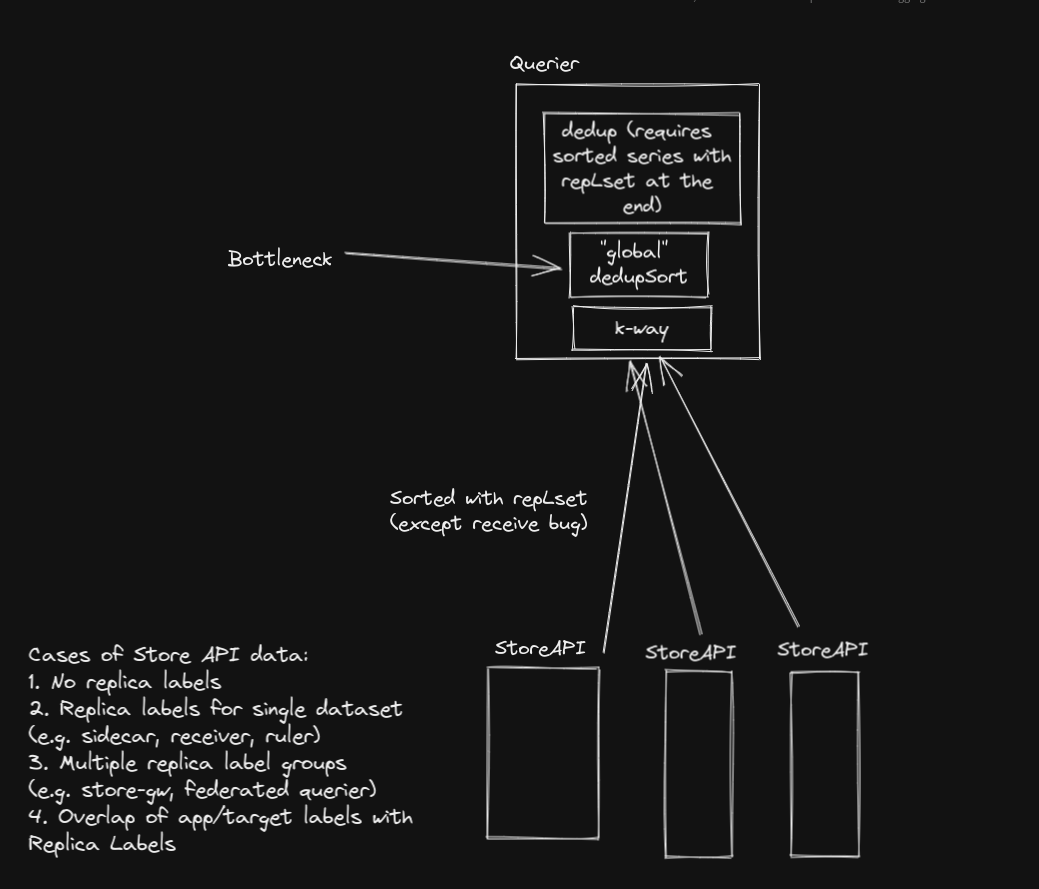 Querier
dedup (requires
sorted series with
repLset at the
end)
Bottleneck
"global"
dedupSort
k-way
Sorted with repLset
(except receive bug)
StoreAPI
StoreAPI
StoreAPI
Cases of Store API data:
1. No replica labels
2. Replica labels for single dataset
(e.g. sidecar, receiver, ruler)
3. Multiple replica label groups
(e.g. store-gw, federated querier)
4. Overlap of app/target labels with
Replica Labels